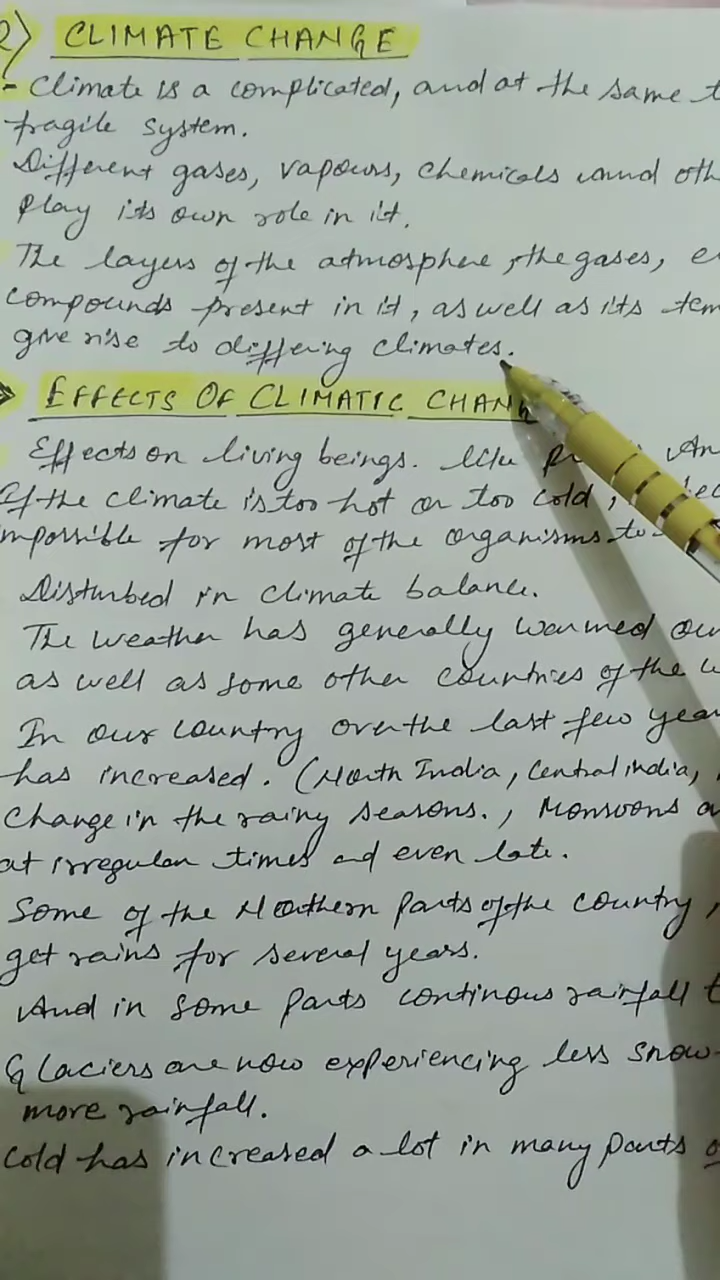 2) CLIMATE CHANGE
- Climate is a complicated, and at the same t
fragile system.
Different gases, vapours, chemicals and oth
play its own role in it.
The layers of the atmosphere, the gases, e
compounds present in it, as well as its tem
give rise to differing climates.
EFFECTS OF CLIMATIC CHANG
Effects on living beings. like An
If the climate is too hot or too cold,
impossible for most of the organisms to
Disturbed in climate balance.
The weather has generally warmed our
as well as some other countries of the w
In our country over the last few year
has increased. (North India, Central india,
Change in the rainy seasons., Monsoons a
at irregular times and even late.
Some of the Northern parts of the country,
get rains for several years.
And in some parts continous rainfall t
Glaciers are now experiencing less snow-
more rainfall.
Cold has increased a lot in many parts o